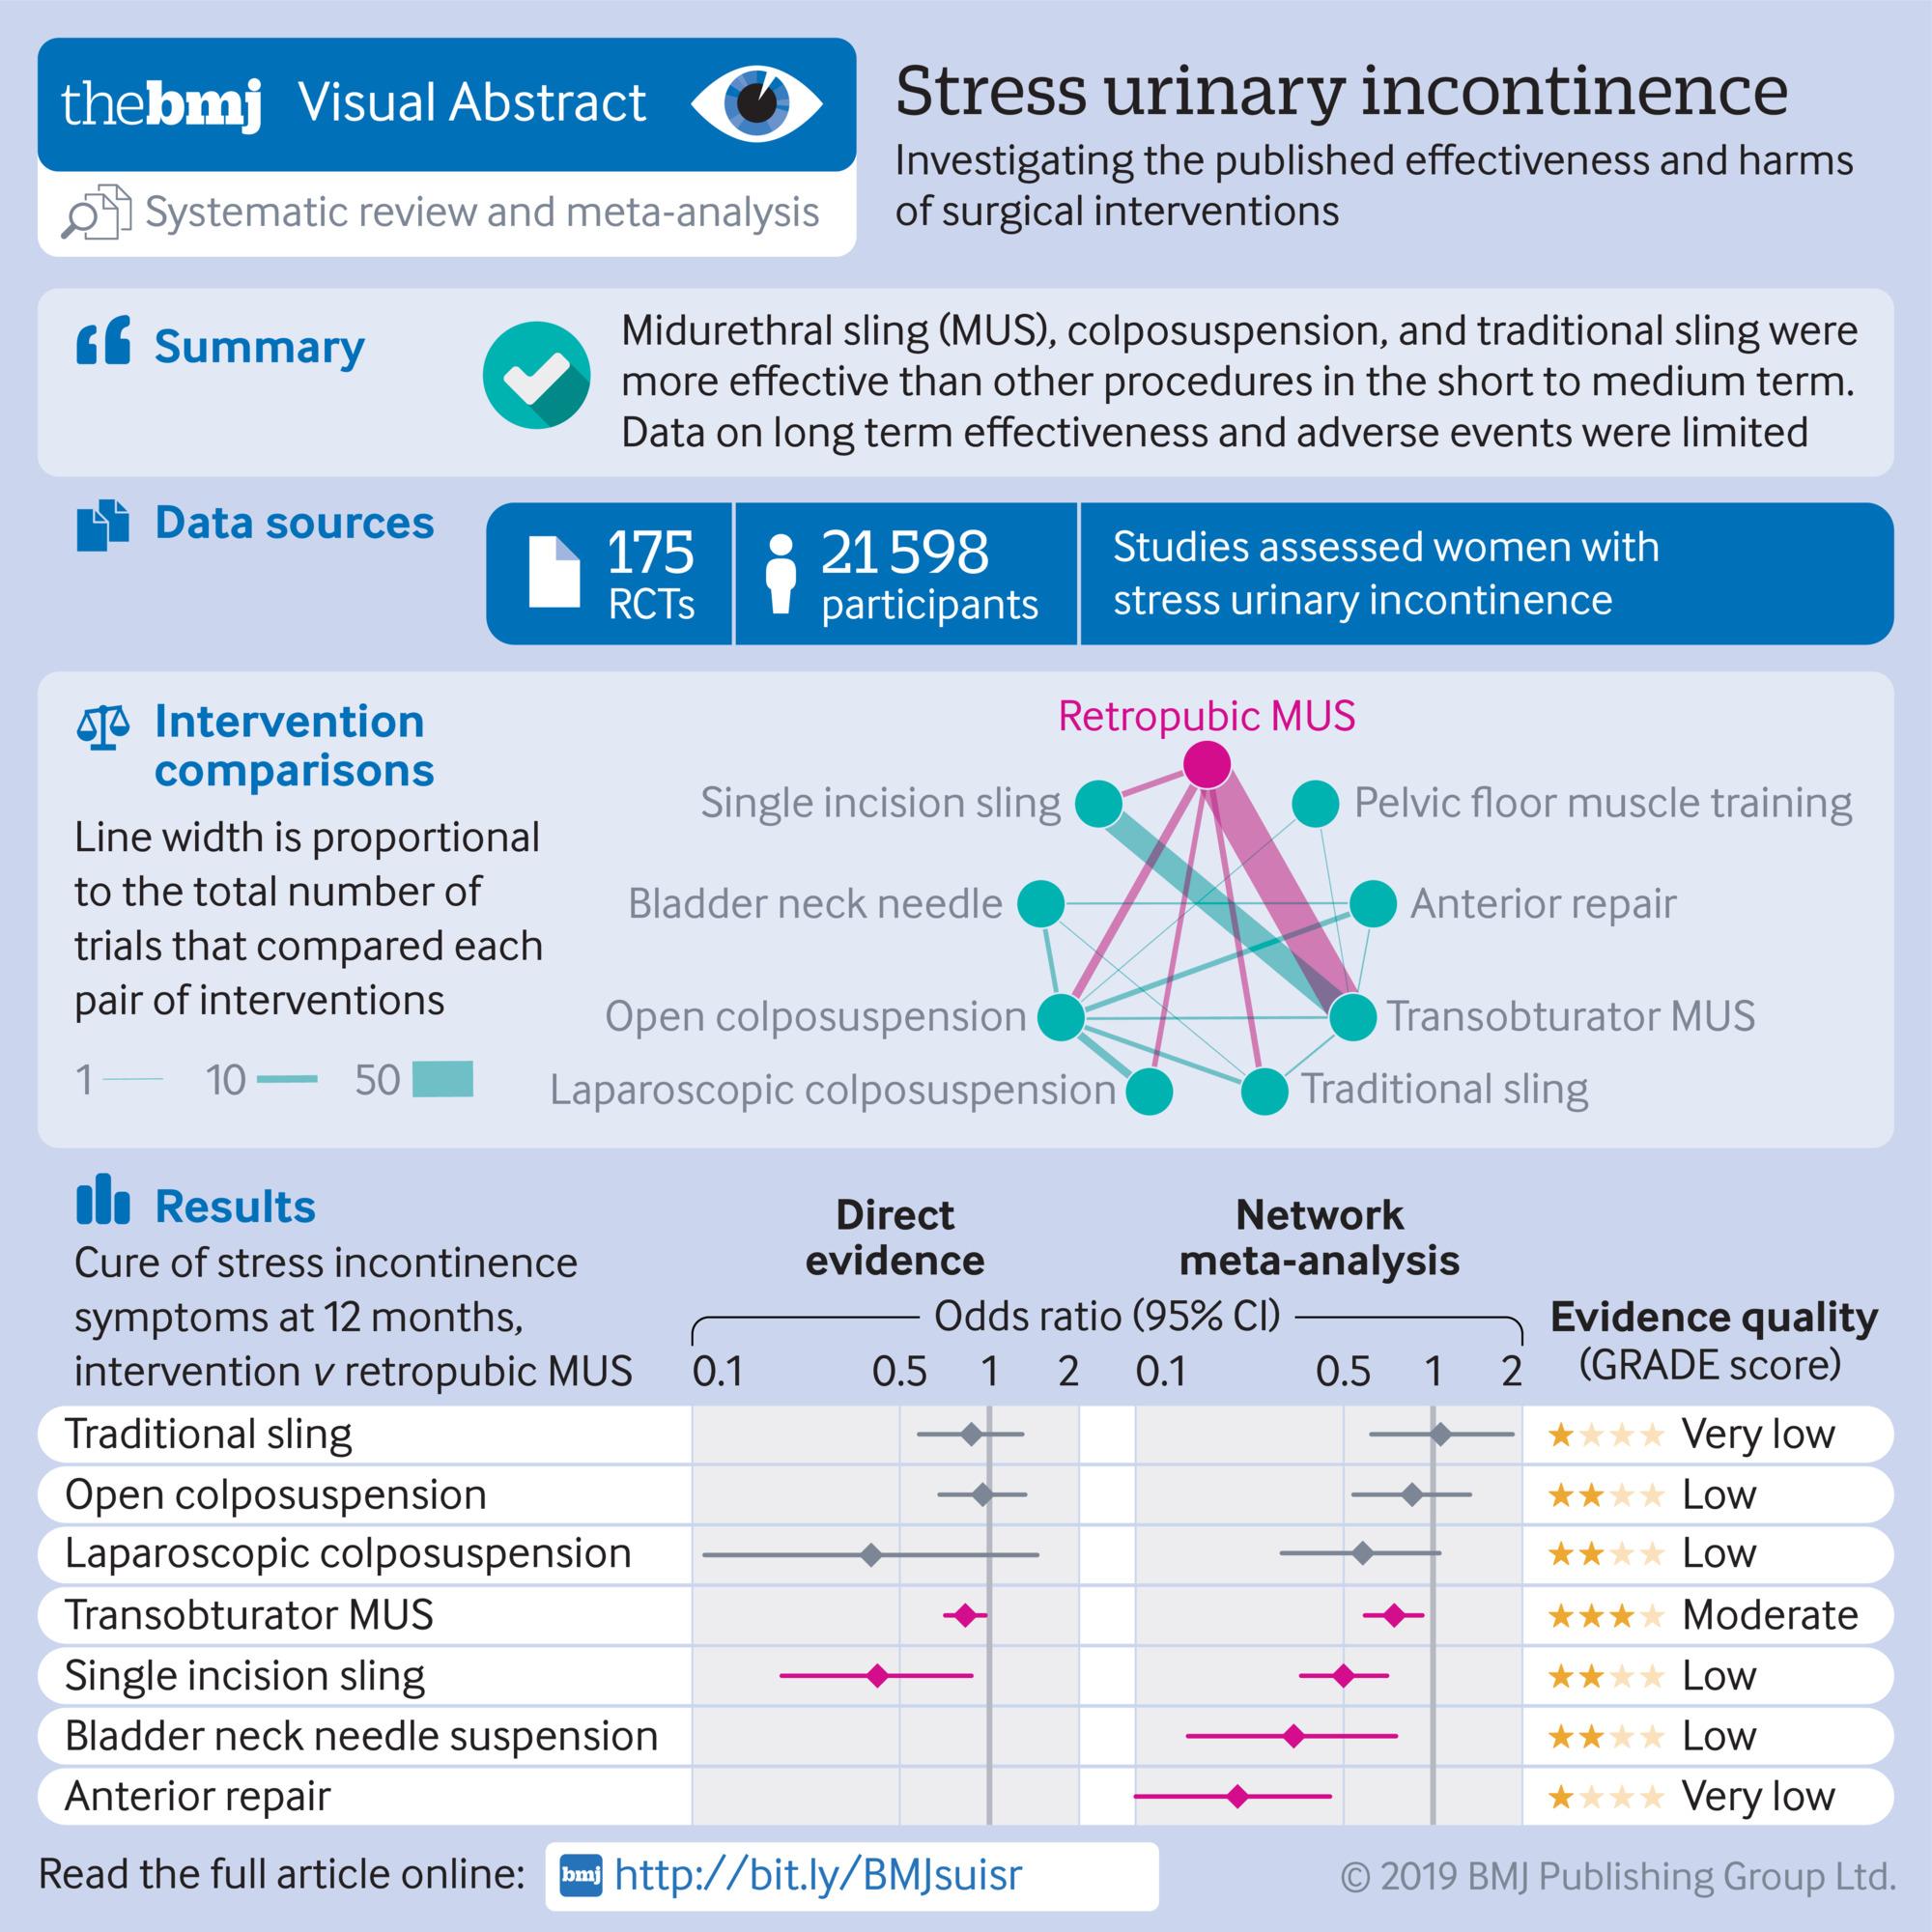 thebmj Visual Abstract
Systematic review and meta-analysis
Stress urinary incontinence
Investigating the published effectiveness and harms
of surgical interventions
Summary
Midurethral sling (MUS), colposuspension, and traditional sling were
more effective than other procedures in the short to medium term.
Data on long term effectiveness and adverse events were limited
Data sources
175
RCTs
21 598
participants
Studies assessed women with
stress urinary incontinence
Intervention
comparisons
Line width is proportional
to the total number of
trials that compared each
pair of interventions
1 10 50
Retropubic MUS
Single incision sling
Pelvic floor muscle training
Bladder neck needle
Anterior repair
Open colposuspension
Transobturator MUS
Laparoscopic colposuspension
Traditional sling
Results
Cure of stress incontinence
symptoms at 12 months,
intervention v retropubic MUS
Direct
evidence
Network
meta-analysis
Odds ratio (95% CI)
0.1 0.5 1 2 0.1 0.5 1 2
Evidence quality
(GRADE score)
Traditional sling Very low
Open colposuspension Low
Laparoscopic colposuspension Low
Transobturator MUS Moderate
Single incision sling Low
Bladder neck needle suspension Low
Anterior repair Very low
Read the full article online: bmj http://bit.ly/BMJsuisr
© 2019 BMJ Publishing Group Ltd.